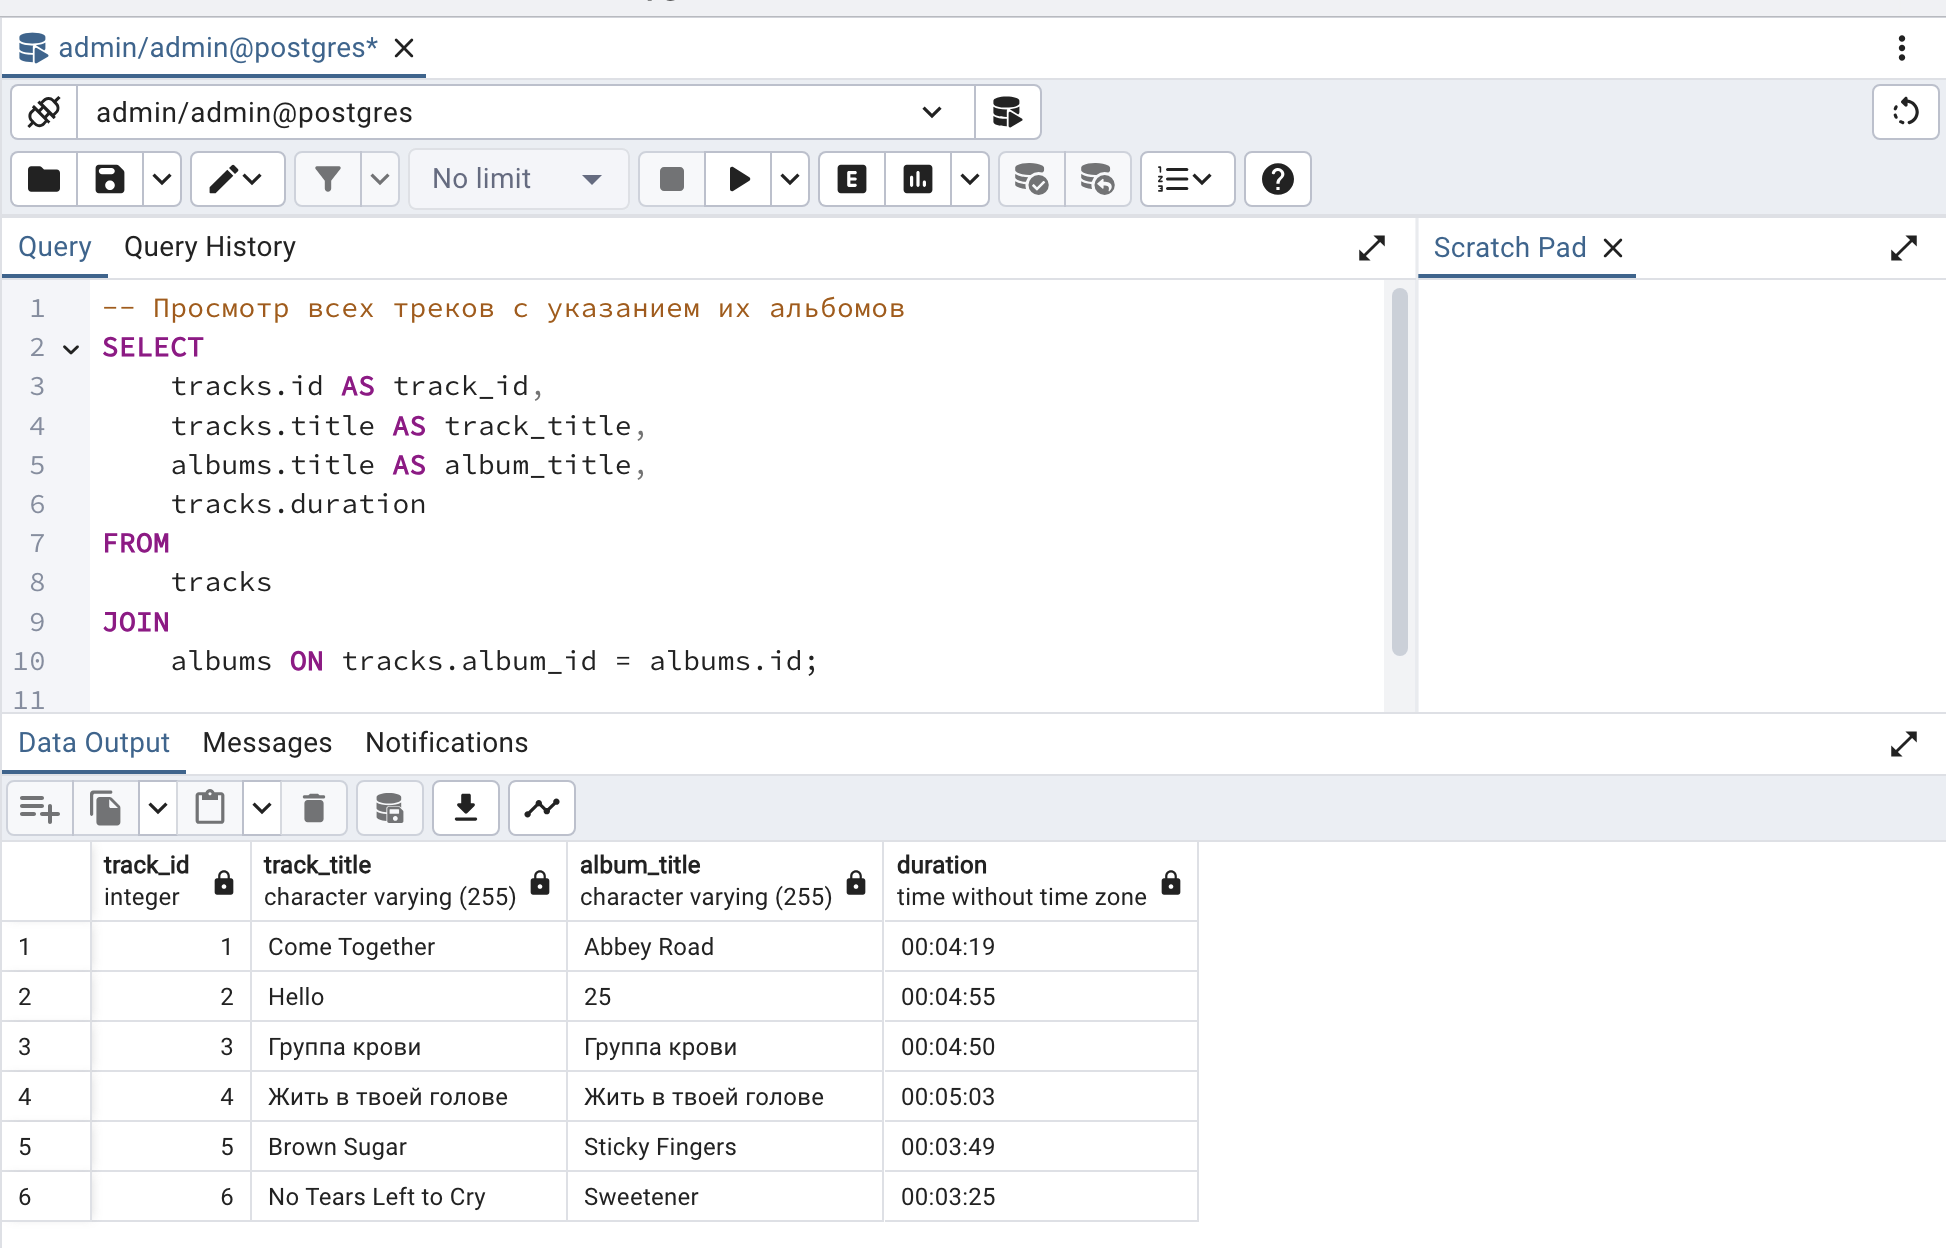 admin/admin@postgres*
admin/admin@postgres
No limit
E
Query Query History
Scratch Pad
1 -- Просмотр всех треков с указанием их альбомов
2 SELECT
3 tracks.id AS track_id,
4 tracks.title AS track_title,
5 albums.title AS album_title,
6 tracks.duration
7 FROM
8 tracks
9 JOIN
10 albums ON tracks.album_id = albums.id;
11
Data Output Messages Notifications
track_id track_title album_title duration
integer character varying (255) character varying (255) time without time zone
1 1 Come Together Abbey Road 00:04:19
2 2 Hello 25 00:04:55
3 3 Группа крови Группа крови 00:04:50
4 4 Жить в твоей голове Жить в твоей голове 00:05:03
5 5 Brown Sugar Sticky Fingers 00:03:49
6 6 No Tears Left to Cry Sweetener 00:03:25